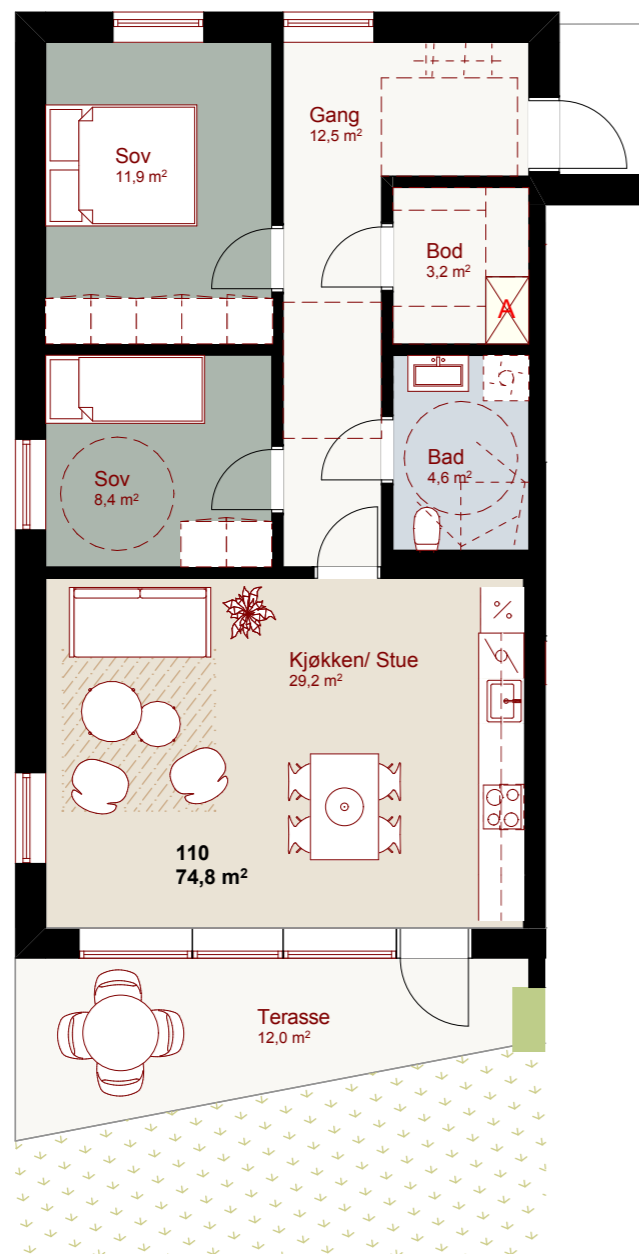 Gang
12,5 m²
Sov
11,9 m²
Bod
3,2 m²
A
Sov
8,4 m²
Bad
4,6 m²
Kjøkken/ Stue
29,2 m²
110
74,8 m²
Terasse
12,0 m²